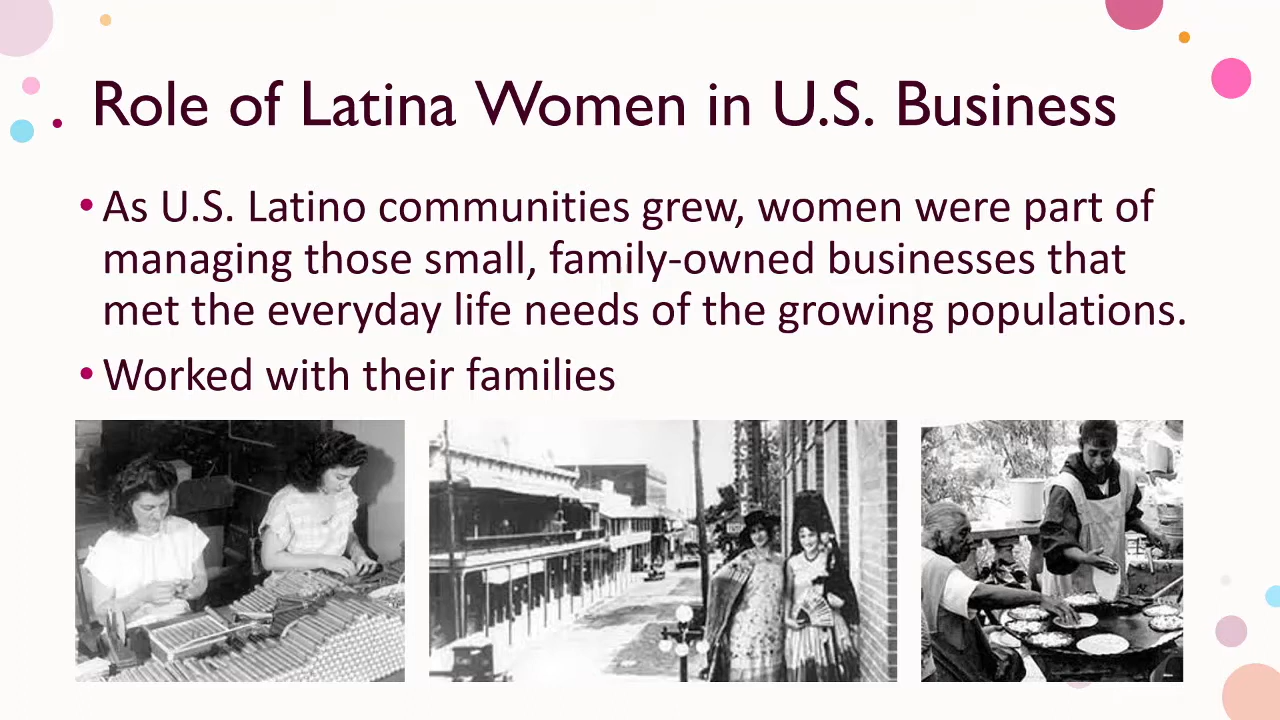 Role of Latina Women in U.S. Business
• As U.S. Latino communities grew, women were part of
managing those small, family-owned businesses that
met the everyday life needs of the growing populations.
• Worked with their families